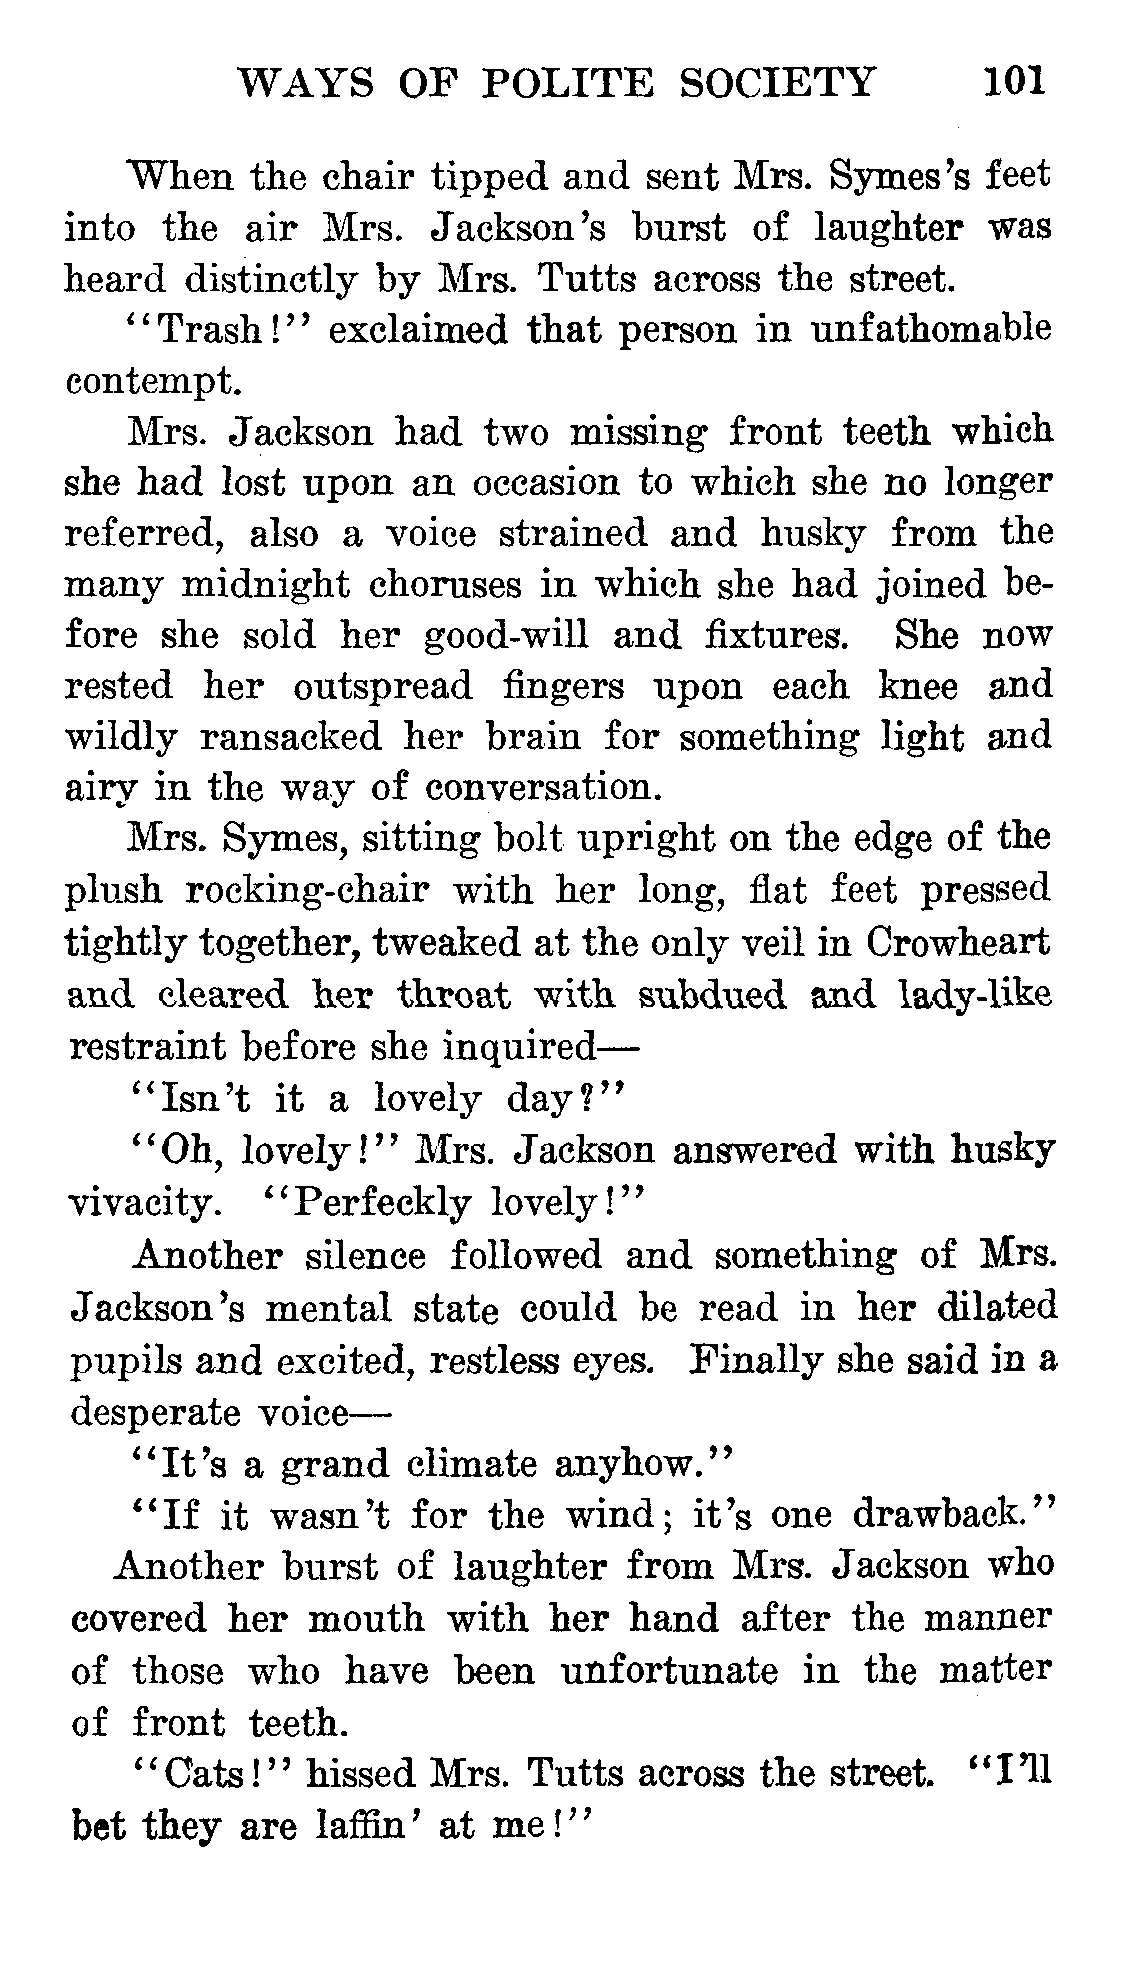 WAYS OF POLITE SOCIETY 101
When the chair tipped and sent Mrs. Symes's feet
into the air Mrs. Jackson's burst of laughter was
heard distinctly by Mrs. Tutts across the street.
"Trash!" exclaimed that person in unfathomable
contempt.
Mrs. Jackson had two missing front teeth which
she had lost upon an occasion to which she no longer
referred, also a voice strained and husky from the
many midnight choruses in which she had joined be-
fore she sold her good-will and fixtures. She now
rested her outspread fingers upon each knee and
wildly ransacked her brain for something light and
airy in the way of conversation.
Mrs. Symes, sitting bolt upright on the edge of the
plush rocking-chair with her long, flat feet pressed
tightly together, tweaked at the only veil in Crowheart
and cleared her throat with subdued and lady-like
restraint before she inquired—
"Isn't it a lovely day?"
"Oh, lovely!" Mrs. Jackson answered with husky
vivacity. "Perfeckly lovely!"
Another silence followed and something of Mrs.
Jackson's mental state could be read in her dilated
pupils and excited, restless eyes. Finally she said in a
desperate voice—
"It's a grand climate anyhow."
"If it wasn't for the wind; it's one drawback."
Another burst of laughter from Mrs. Jackson who
covered her mouth with her hand after the manner
of those who have been unfortunate in the matter
of front teeth.
"Cats!" hissed Mrs. Tutts across the street. "I'll
bet they are laffin' at me!"